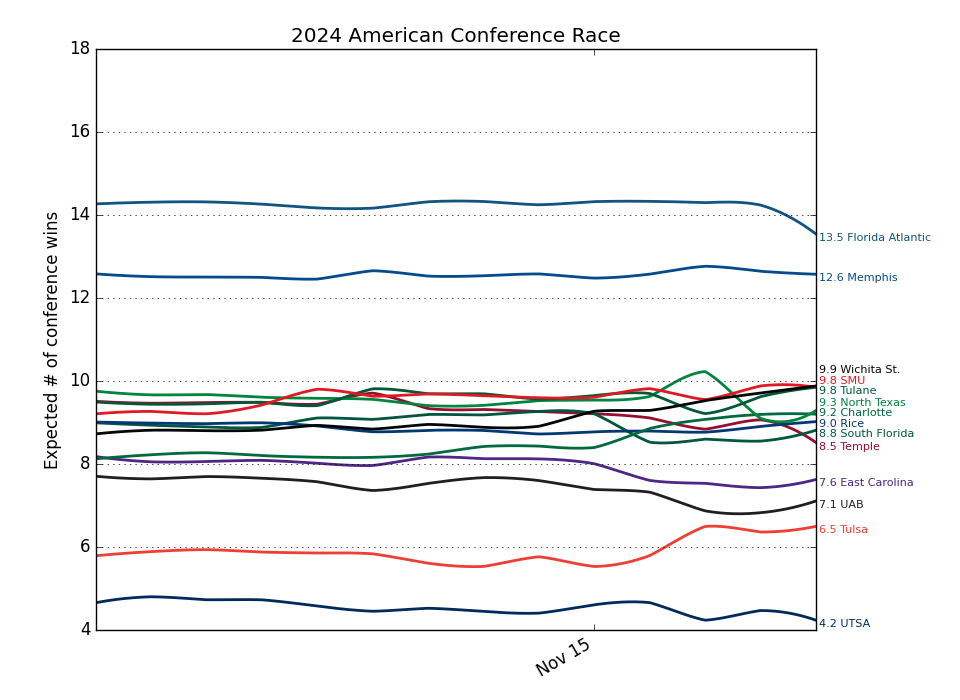 2024 American Conference Race
Expected # of conference wins
18
16
14
12
10
8
6
4
Nov 15
13.5 Florida Atlantic
12.6 Memphis
9.9 Wichita St.
9.8 SMU
9.8 Tulane
9.3 North Texas
9.2 Charlotte
9.0 Rice
8.8 South Florida
8.5 Temple
7.6 East Carolina
7.1 UAB
6.5 Tulsa
4.2 UTSA